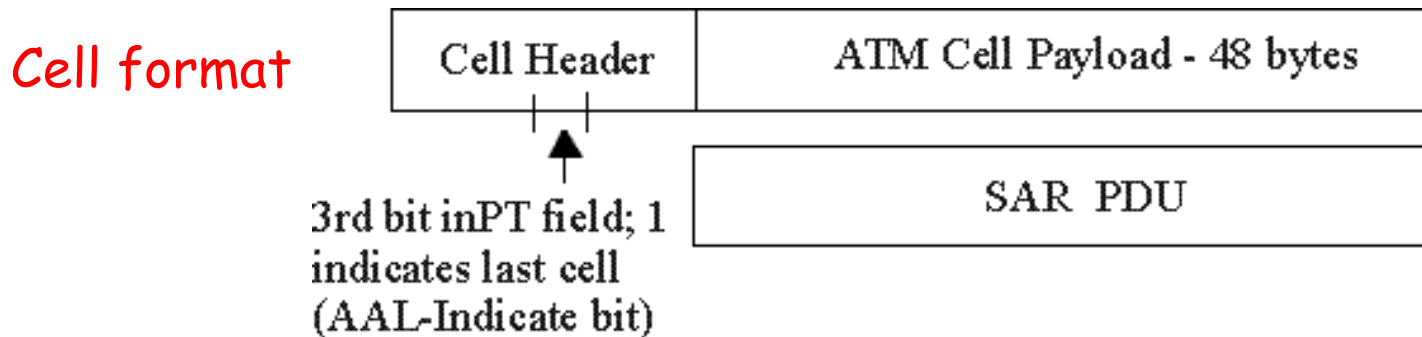 Cell format
Cell Header
ATM Cell Payload - 48 bytes
SAR PDU
3rd bit inPT field; 1
indicates last cell
(AAL-Indicate bit)